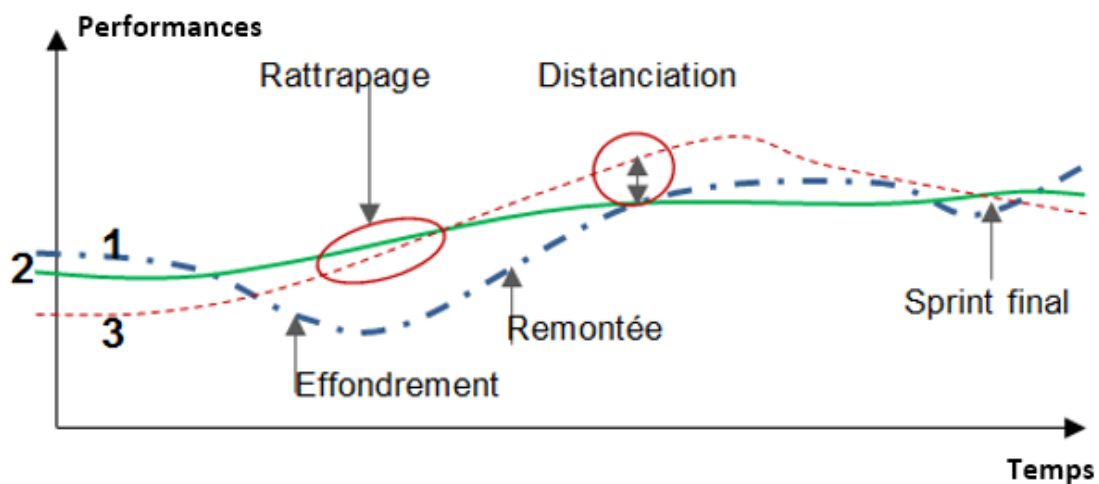 Performances
Rattrapage
Distanciation
1
2
3
Remontée
Sprint final
Effondrement
Temps